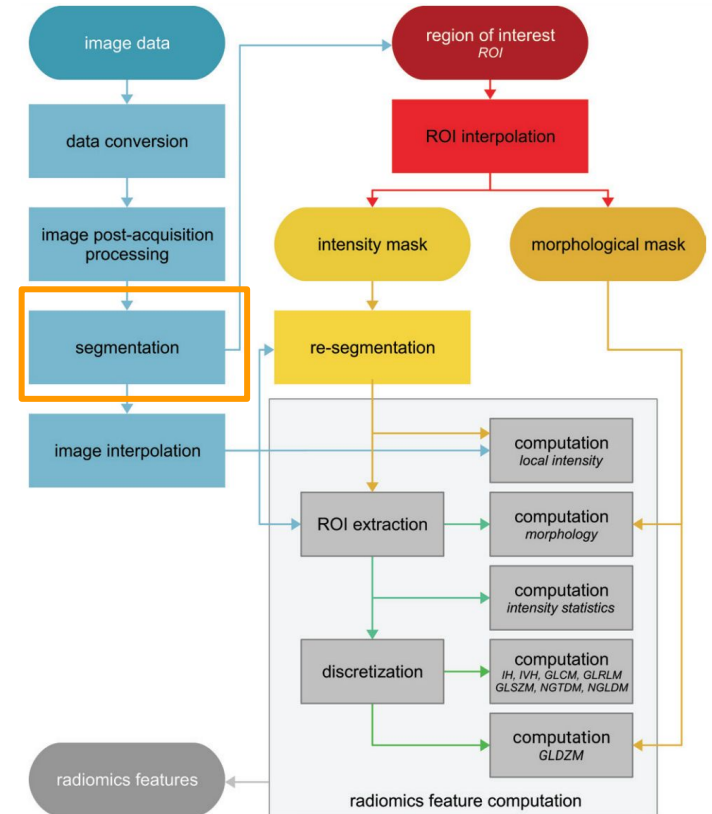 image data
region of interest
ROI
data conversion
ROI interpolation
image post-acquisition
processing
intensity mask
morphological mask
segmentation
re-segmentation
image interpolation
computation
local intensity
ROI extraction
computation
morphology
computation
intensity statistics
discretization
computation
IH, IVH, GLCM, GLRLM
GLSZM, NGTDM, NGLDM
computation
GLDZM
radiomics features
radiomics feature computation